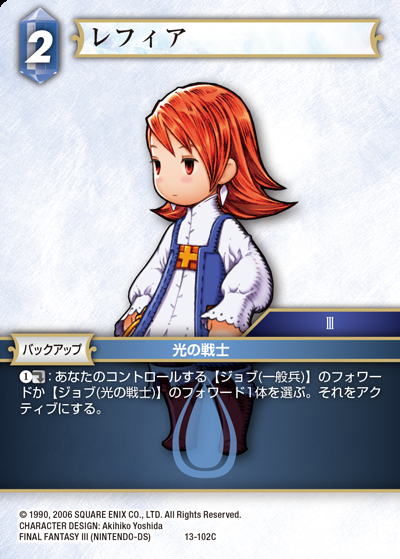 2
レフィア
III
バックアップ
光の戦士
1 : あなたのコントロールする【ジョブ(一般兵)】のフォワー
ドか【ジョブ(光の戦士)】のフォワード1体を選ぶ。それをアク
ティブにする。
© 1990, 2006 SQUARE ENIX CO., LTD. All Rights Reserved.
CHARACTER DESIGN: Akihiko Yoshida
FINAL FANTASY III (NINTENDO-DS) 13-102C